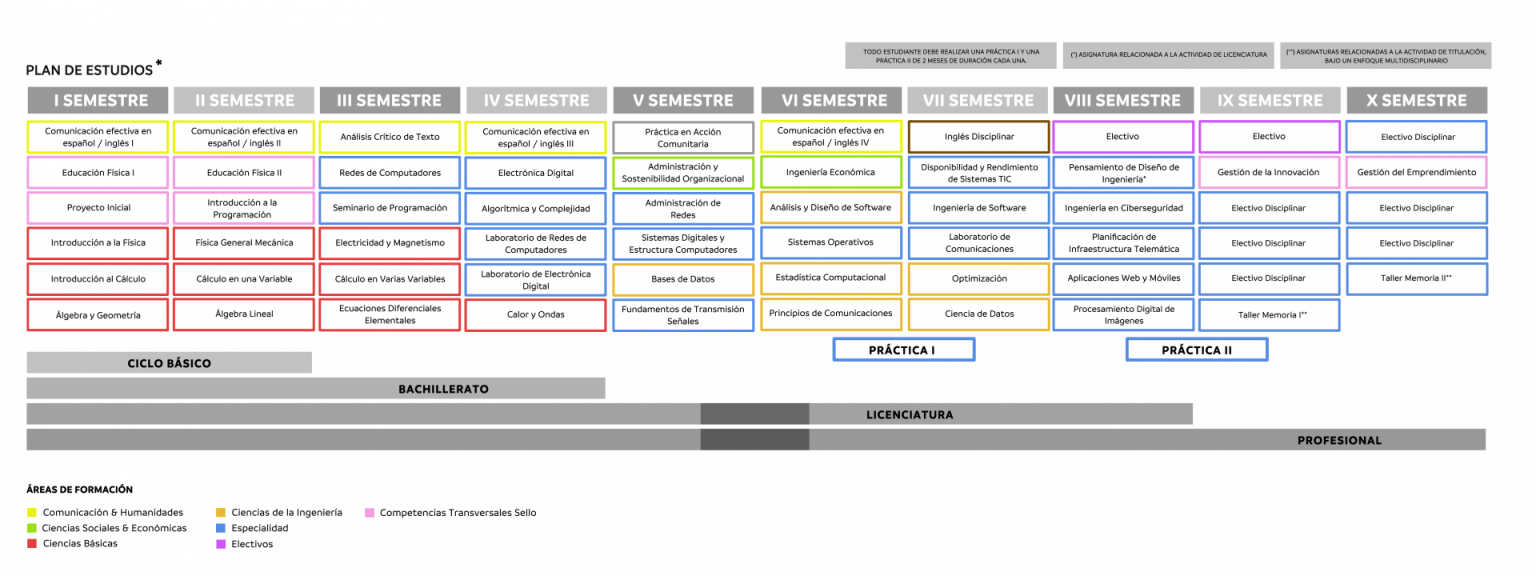 TODO ESTUDIANTE DEBE REALIZAR UNA PRÁCTICA I Y UNA
PRÁCTICA II DE 2 MESES DE DURACIÓN CADA UNA.
(*) ASIGNATURA RELACIONADA A LA ACTIVIDAD DE LICENCIATURA
(**) ASIGNATURAS RELACIONADAS A LA ACTIVIDAD DE TITULACIÓN,
BAJO UN ENFOQUE MULTIDISCIPLINARIO
PLAN DE ESTUDIOS*
I SEMESTRE
II SEMESTRE
III SEMESTRE
IV SEMESTRE
V SEMESTRE
VI SEMESTRE
VII SEMESTRE
VIII SEMESTRE
IX SEMESTRE
X SEMESTRE
Comunicación efectiva en
español / inglés I
Comunicación efectiva en
español / inglés II
Análisis Crítico de Texto
Comunicación efectiva en
español / inglés III
Práctica en Acción
Comunitaria
Comunicación efectiva en
español / inglés IV
Inglés Disciplinar
Electivo
Electivo
Electivo Disciplinar
Educación Física I
Educación Física II
Redes de Computadores
Electrónica Digital
Administración y
Sostenibilidad Organizacional
Ingeniería Económica
Disponibilidad y Rendimiento
de Sistemas TIC
Pensamiento de Diseño de
Ingeniería*
Gestión de la Innovación
Gestión del Emprendimiento
Proyecto Inicial
Introducción a la
Programación
Seminario de Programación
Algorítmica y Complejidad
Administración de
Redes
Análisis y Diseño de Software
Ingeniería de Software
Ingeniería en Ciberseguridad
Electivo Disciplinar
Electivo Disciplinar
Introducción a la Física
Física General Mecánica
Electricidad y Magnetismo
Laboratorio de Redes de
Computadores
Sistemas Digitales y
Estructura Computadores
Sistemas Operativos
Laboratorio de
Comunicaciones
Planificación de
Infraestructura Telemática
Electivo Disciplinar
Electivo Disciplinar
Introducción al Cálculo
Cálculo en una Variable
Cálculo en Varias Variables
Laboratorio de Electrónica
Digital
Bases de Datos
Estadística Computacional
Optimización
Aplicaciones Web y Móviles
Electivo Disciplinar
Taller Memoria II**
Álgebra y Geometría
Álgebra Lineal
Ecuaciones Diferenciales
Elementales
Calor y Ondas
Fundamentos de Transmisión
Señales
Principios de Comunicaciones
Ciencia de Datos
Procesamiento Digital de
Imágenes
Taller Memoria I**
PRÁCTICA I
PRÁCTICA II
CICLO BÁSICO
BACHILLERATO
LICENCIATURA
PROFESIONAL
ÁREAS DE FORMACIÓN
Comunicación & Humanidades
Ciencias Sociales & Económicas
Ciencias Básicas
Ciencias de la Ingeniería
Especialidad
Electivos
Competencias Transversales Sello